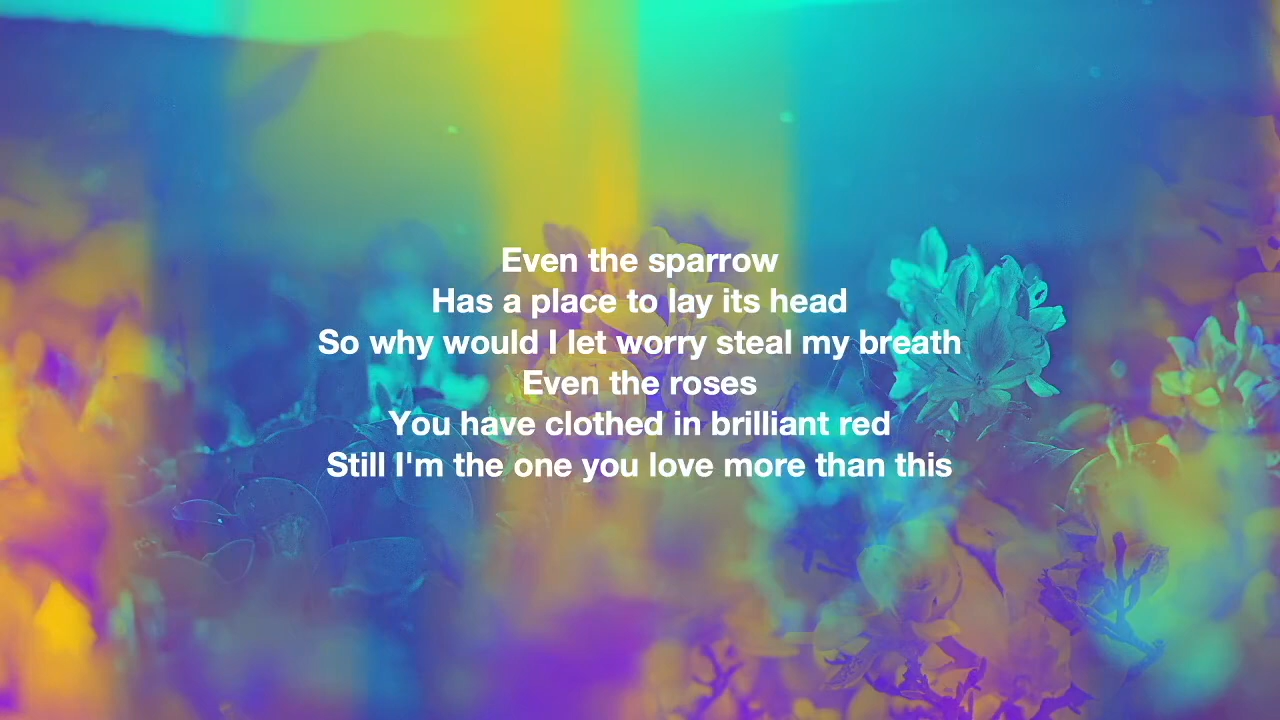 Even the sparrow
Has a place to lay its head
So why would I let worry steal my breath
Even the roses
You have clothed in brilliant red
Still I'm the one you love more than this